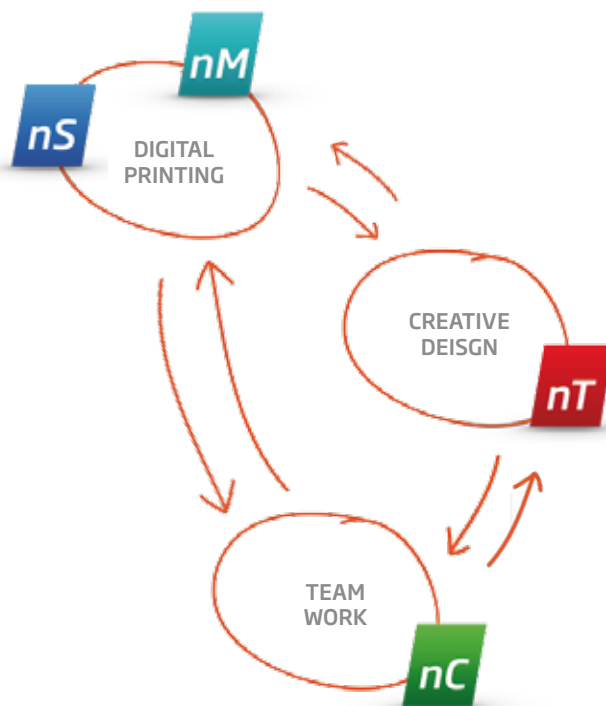 nM
nS
DIGITAL
PRINTING
CREATIVE
DEISGN
nT
TEAM
WORK
nC